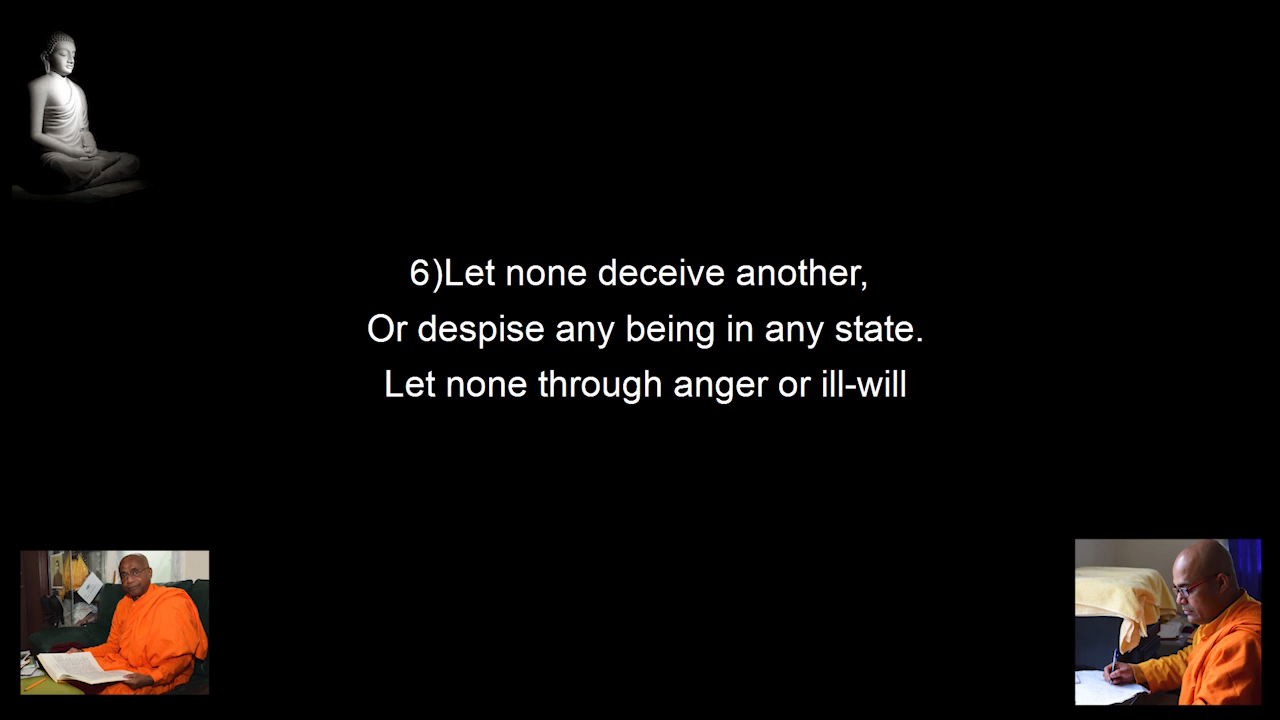 6)Let none deceive another,
Or despise any being in any state.
Let none through anger or ill-will